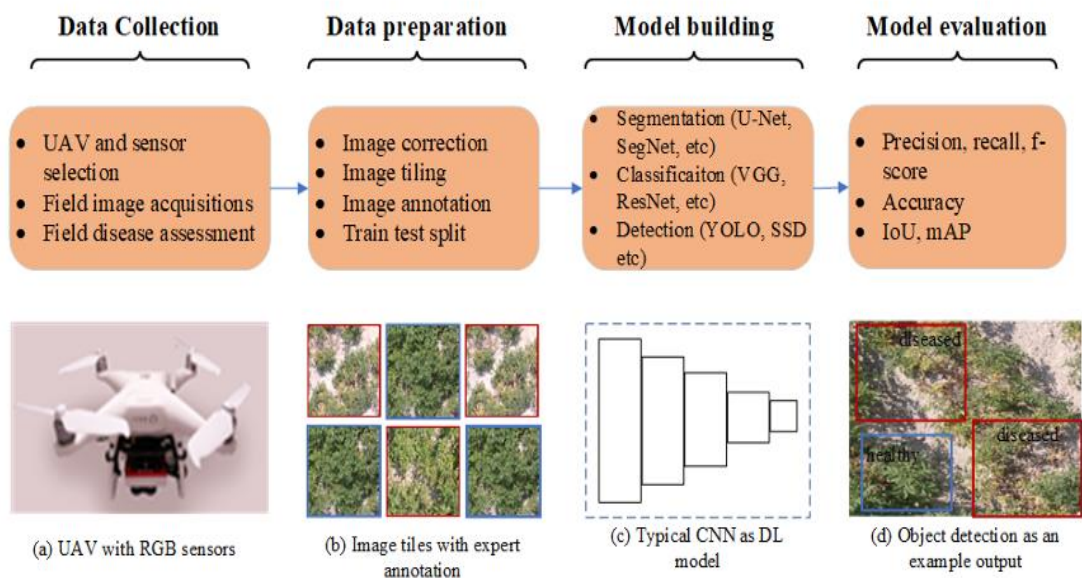 Data Collection
Data preparation
Model building
Model evaluation
• UAV and sensor
selection
• Field image acquisitions
• Field disease assessment
• Image correction
• Image tiling
• Image annotation
• Train test split
• Segmentation (U-Net,
SegNet, etc)
• Classificaiton (VGG,
ResNet, etc)
• Detection (YOLO, SSD
etc)
• Precision, recall, f-
score
• Accuracy
• IoU, mAP
diseased
diseased
healthy
(a) UAV with RGB sensors
(b) Image tiles with expert
annotation
(c) Typical CNN as DL
model
(d) Object detection as an
example output